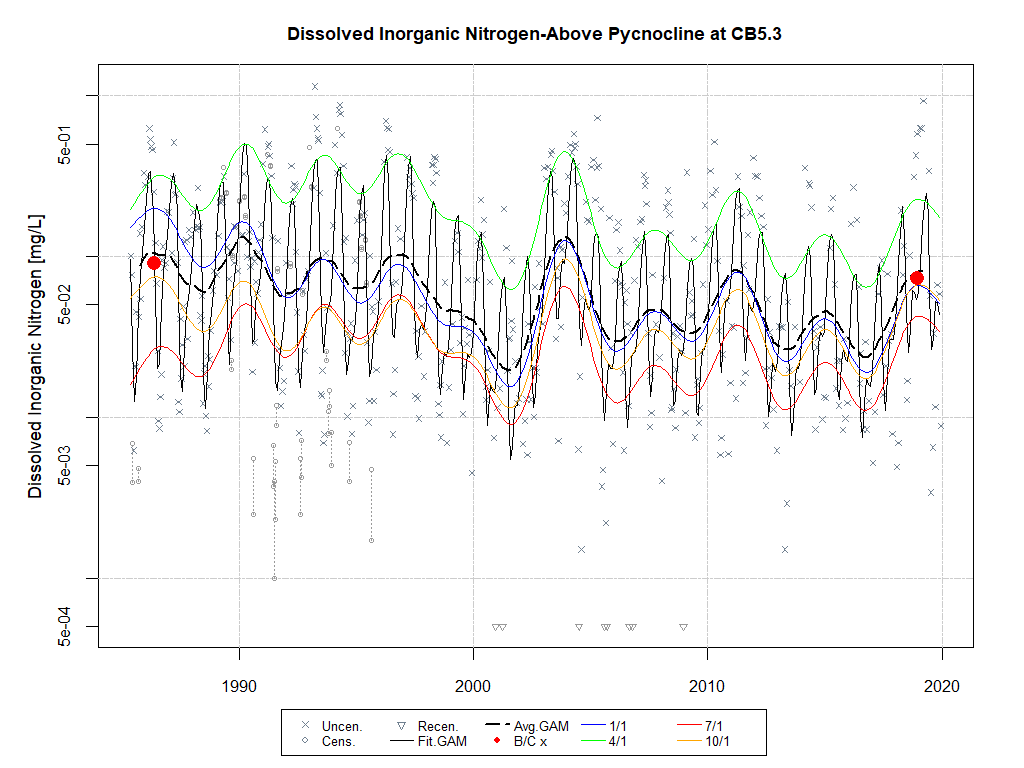 Dissolved Inorganic Nitrogen-Above Pycnocline at CB5.3
Dissolved Inorganic Nitrogen [mg/L]
5e-01
5e-02
5e-03
5e-04
1990 2000 2010 2020
Uncen. Recen. Avg.GAM 1/1 7/1
Cens. Fit.GAM B/C x 4/1 10/1